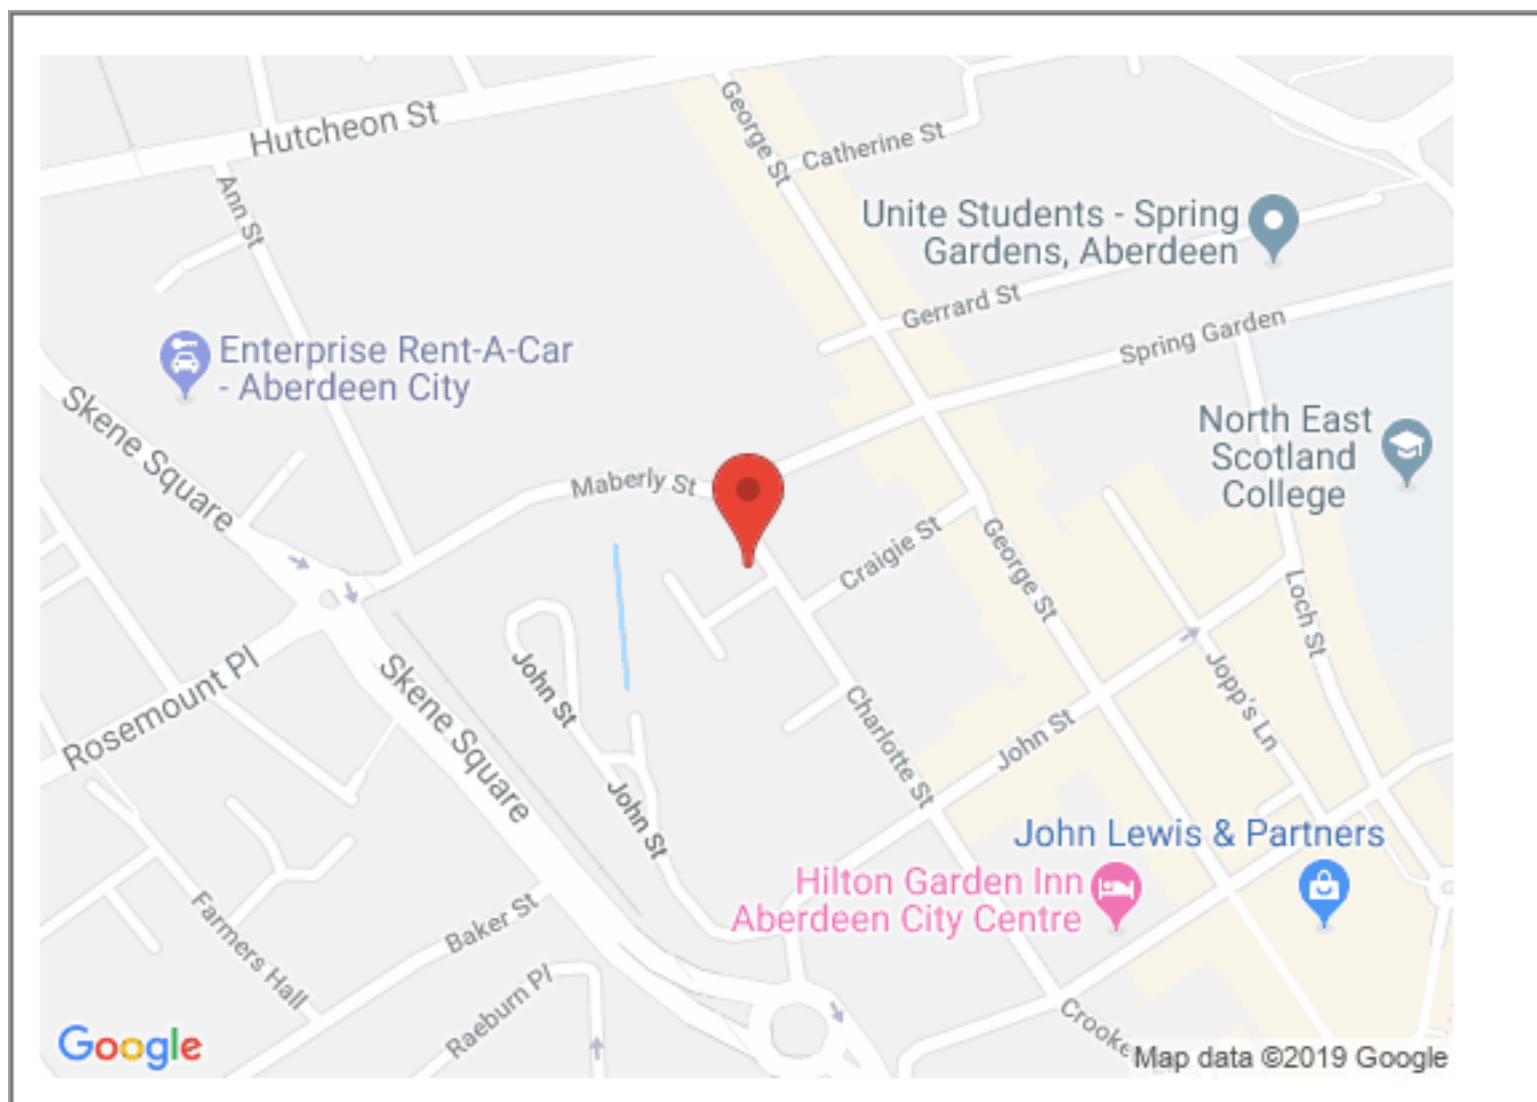 Hutcheon St
George St
Catherine St
Ann St
Unite Students - Spring
Gardens, Aberdeen
Gerrard St
Spring Garden
Enterprise Rent-A-Car
- Aberdeen City
Skene Square
North East
Scotland
College
Maberly St
Craigie St
George St
Loch St
Rosemount Pl
Skene Square
John St
Charlotte St
John St
Jopp's Ln
John St
John Lewis & Partners
Hilton Garden Inn
Aberdeen City Centre
Farmers Hall
Baker St
Raeburn Pl
Google
Map data ©2019 Google